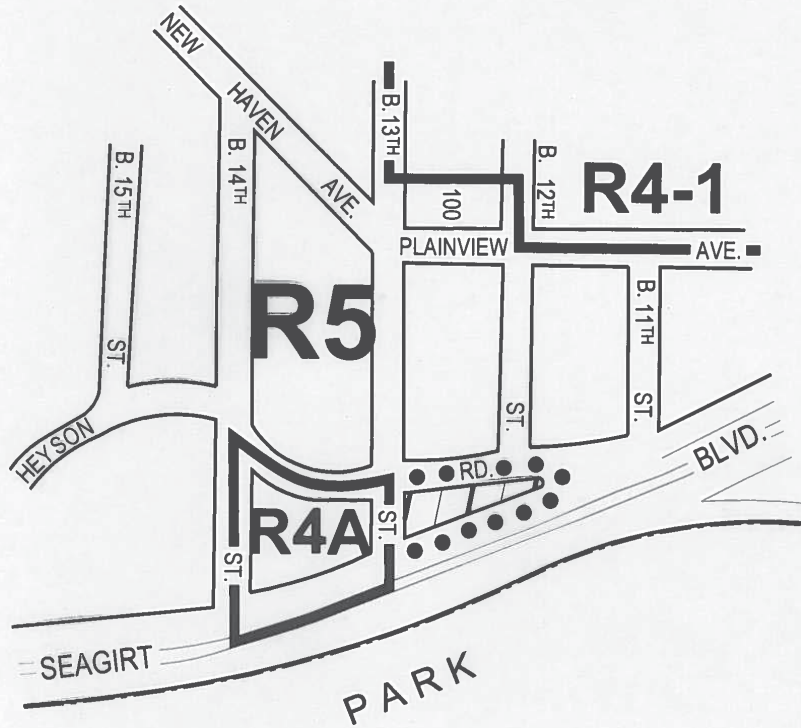 NEW
HAVEN
AVE.
B. 13TH
B. 14TH
B. 15TH
B. 12TH
R4-1
100
PLAINVIEW
AVE.
R5
B. 11TH
ST.
ST.
ST.
HEYSON
RD.
BLVD.
R4A
ST.
ST.
SEAGIRT
PARK